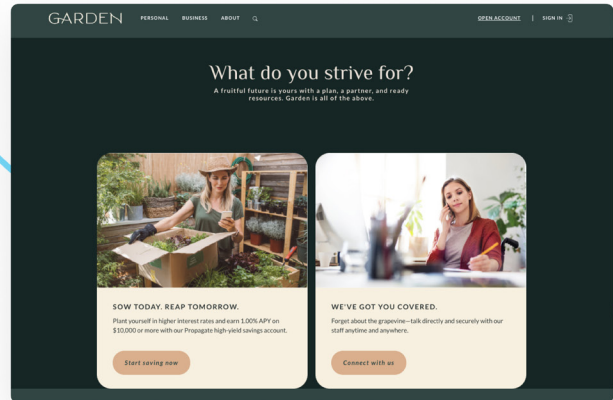 GARDEN PERSONAL BUSINESS ABOUT OPEN ACCOUNT | SIGN IN
What do you strive for?
A fruitful future is yours with a plan, a partner, and ready
resources. Garden is all of the above.
SOW TODAY. REAP TOMORROW.
Plant yourself in higher interest rates and earn 1.00% APY on
$10,000 or more with our Propagate high-yield savings account.
Start saving now
WE'VE GOT YOU COVERED.
Forget about the grapevine—talk directly and securely with our
staff anytime and anywhere.
Connect with us